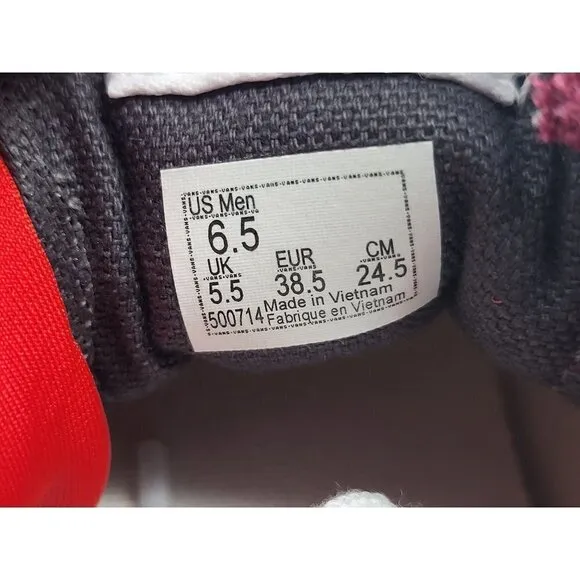 US Men
6.5
UK EUR CM
5.5 38.5 24.5
Made in Vietnam
500714 Fabrique en Vietnam